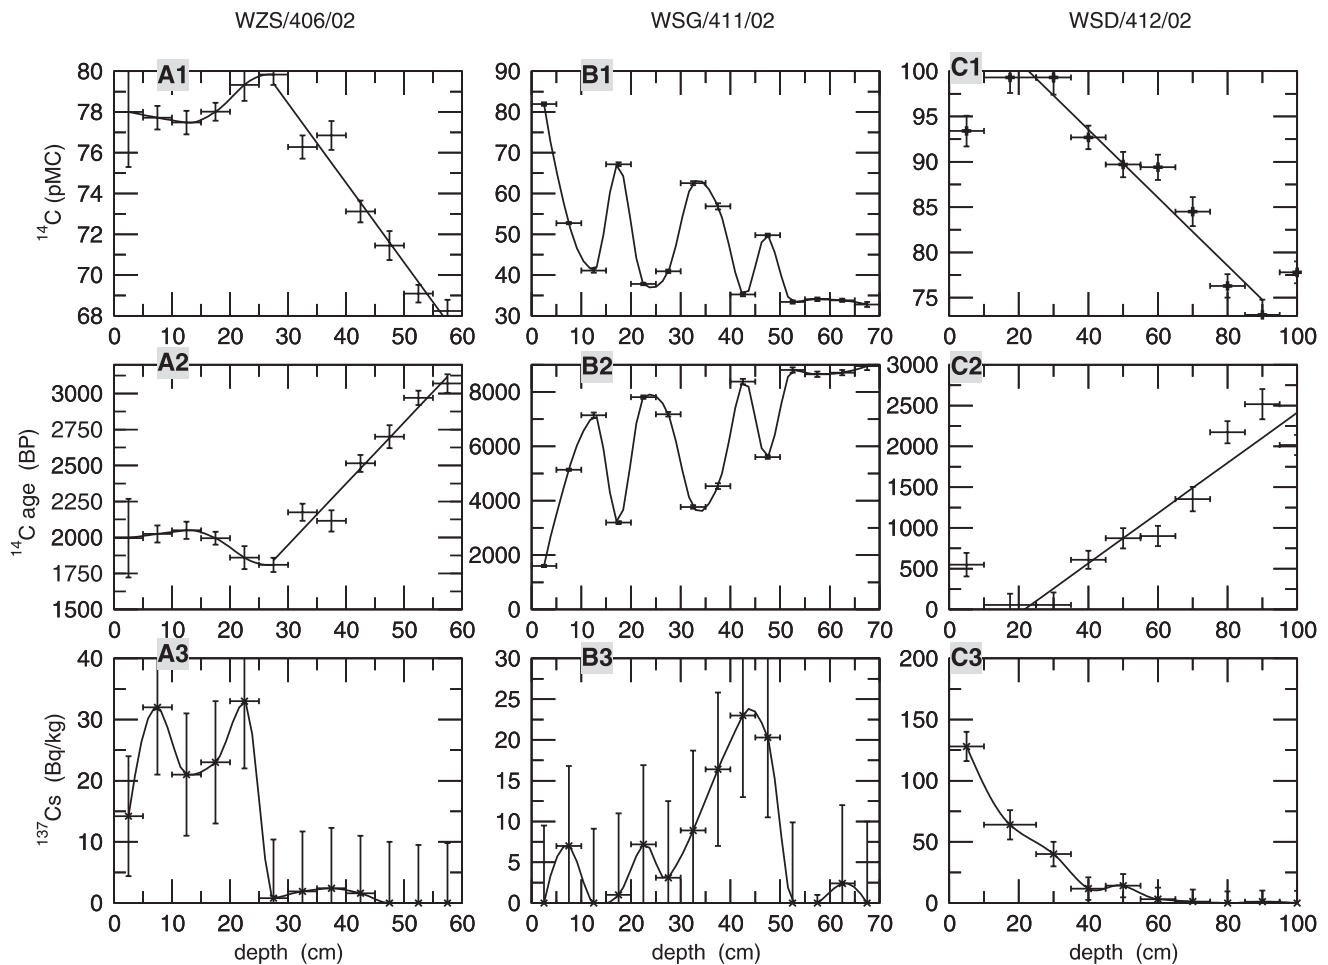 WZS/406/02 WSG/411/02 WSD/412/02
A1 B1 C1
80 78 76 74 72 70 68
90 80 70 60 50 40 30
100 95 90 85 80 75
¹⁴C (pMC)
0 10 20 30 40 50 60
0 10 20 30 40 50 60 70
0 20 40 60 80 100
A2 B2 C2
3000 2750 2500 2250 2000 1750 1500
8000 6000 4000 2000 0
3000 2500 2000 1500 1000 500 0
¹⁴C age (BP)
0 10 20 30 40 50 60
0 10 20 30 40 50 60 70
0 20 40 60 80 100
A3 B3 C3
40 30 20 10 0
30 25 20 15 10 5 0
200 150 100 50 0
¹³⁷Cs (Bq/kg)
0 10 20 30 40 50 60
0 10 20 30 40 50 60 70
0 20 40 60 80 100
depth (cm) depth (cm) depth (cm)